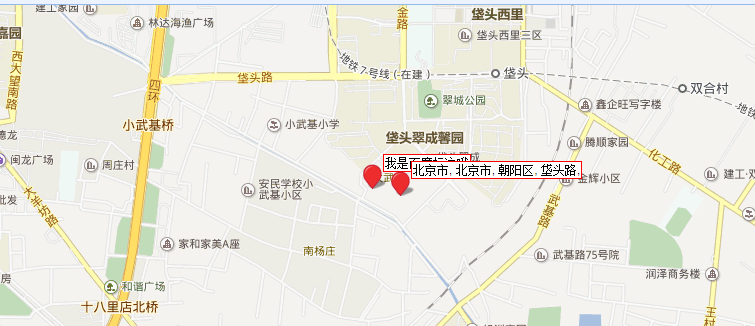 建工家园
林达海渔广场
嘉园
西大望南路
四环
金路
垡头西里
垡头西里三区
地铁7号线(在建)
垡头
垡头路
双合村
翠城公园
鑫企旺写字楼
小武基桥
小武基小学
垡头翠成馨园
腾顺家园
化工路
德龙
闽龙广场
周庄村
我是百度标注哦
北京市,北京市,朝阳区,垡头路,
批发
大羊坊路
安民学校小武基小区
金辉小区
建工·双
武基路
家和家美A座
南杨庄
武基路75号院
润泽商务楼
房
和谐广场
十八里店北桥
王村